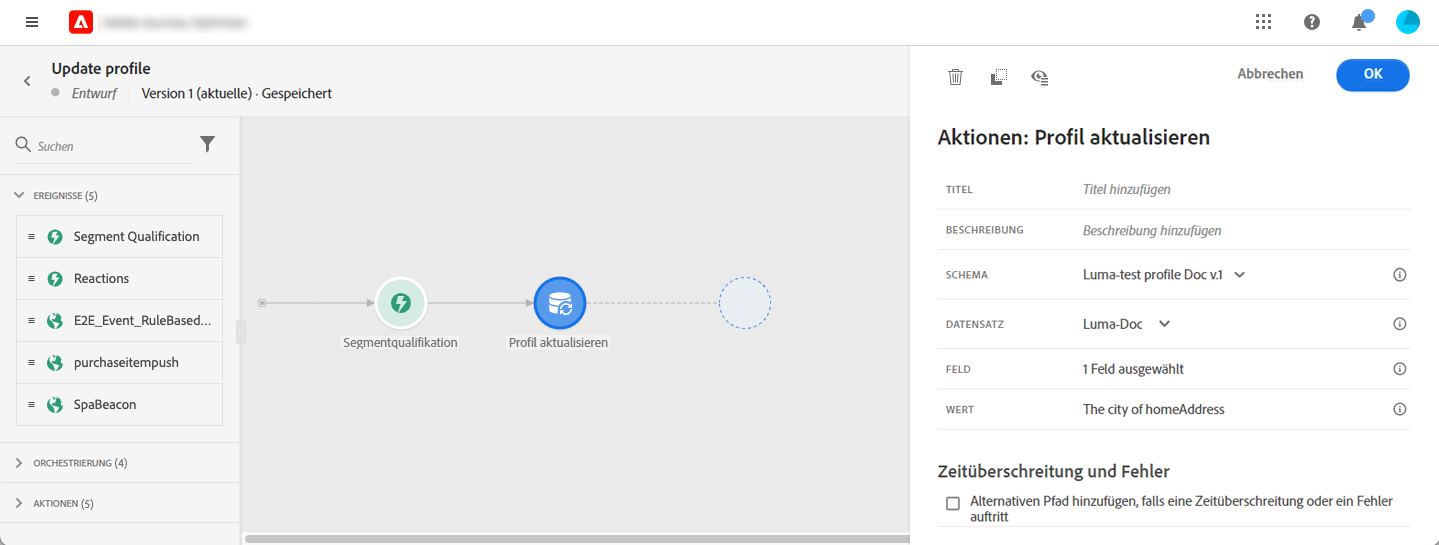 Update profile
Entwurf Version 1 (aktuelle) · Gespeichert
Abbrechen
OK
Suchen
EREIGNISSE (5)
Segment Qualification
Reactions
E2E_Event_RuleBased...
purchaseitempush
SpaBeacon
ORCHESTRIERUNG (4)
AKTIONEN (5)
Segmentqualifikation
Profil aktualisieren
Aktionen: Profil aktualisieren
TITEL Titel hinzufügen
BESCHREIBUNG Beschreibung hinzufügen
SCHEMA Luma-test profile Doc v.1
DATENSATZ Luma-Doc
FELD 1 Feld ausgewählt
WERT The city of homeAddress
Zeitüberschreitung und Fehler
Alternativen Pfad hinzufügen, falls eine Zeitüberschreitung oder ein Fehler
auftritt